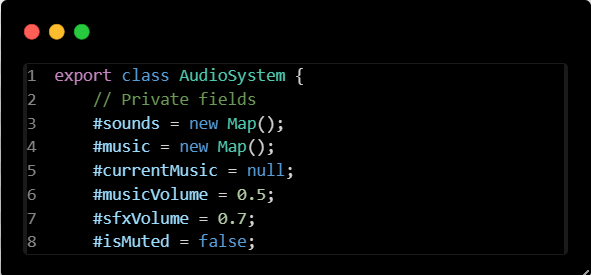 1 export class AudioSystem {
2     // Private fields
3     #sounds = new Map();
4     #music = new Map();
5     #currentMusic = null;
6     #musicVolume = 0.5;
7     #sfxVolume = 0.7;
8     #isMuted = false;